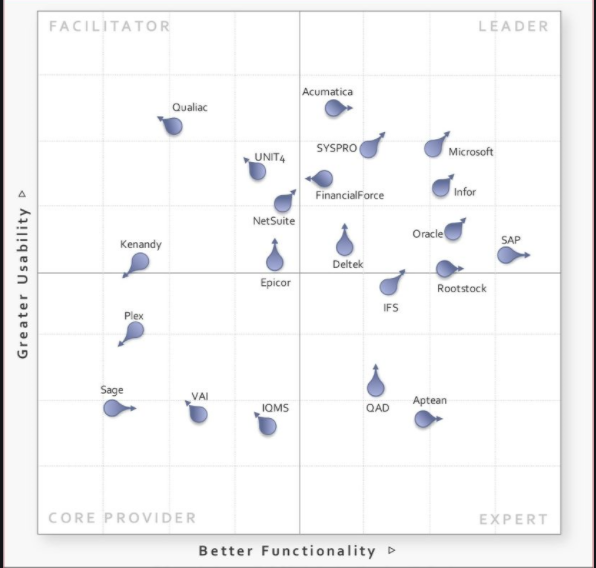 FACILITATOR
LEADER
Acumatica
Qualiac
SYSPRO
Microsoft
UNIT4
FinancialForce
Infor
NetSuite
Oracle
SAP
Kenandy
Deltek
Epicor
Rootstock
IFS
Plex
Sage
VAI
IQMS
QAD
Aptean
CORE PROVIDER
EXPERT
Greater Usability
Better Functionality